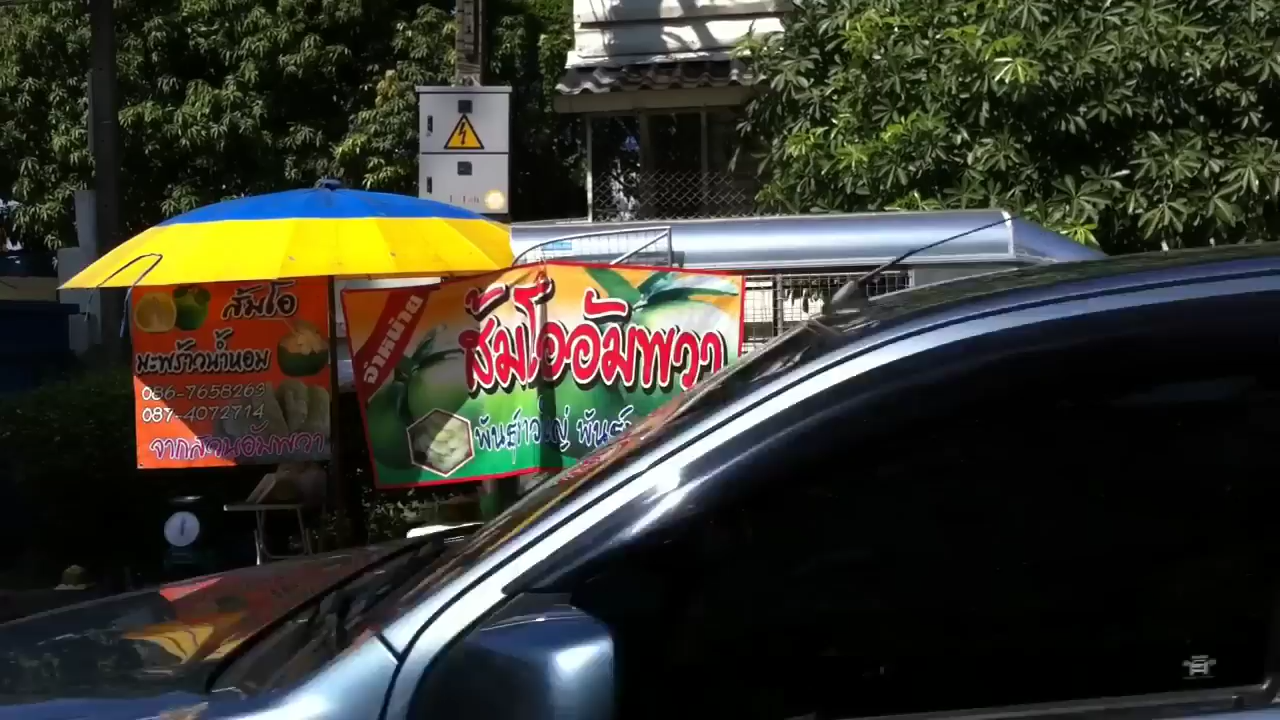 ส้มโอ
มะพร้าวน้ำหอม
086-7658269
087-4072714
จากสวนอัมพวา
จำหน่าย
ส้มโออัมพวา
พันธุ์ขาวใหญ่ พันธุ์